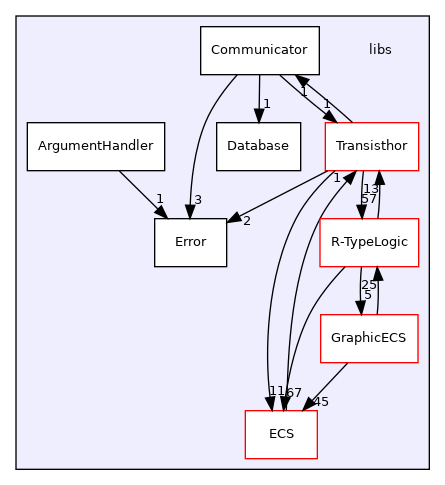 Communicator
libs
1
1
1
ArgumentHandler
Database
Transisthor
1
3
1
13
57
2
Error
R-TypeLogic
25
5
GraphicECS
11
67
45
ECS